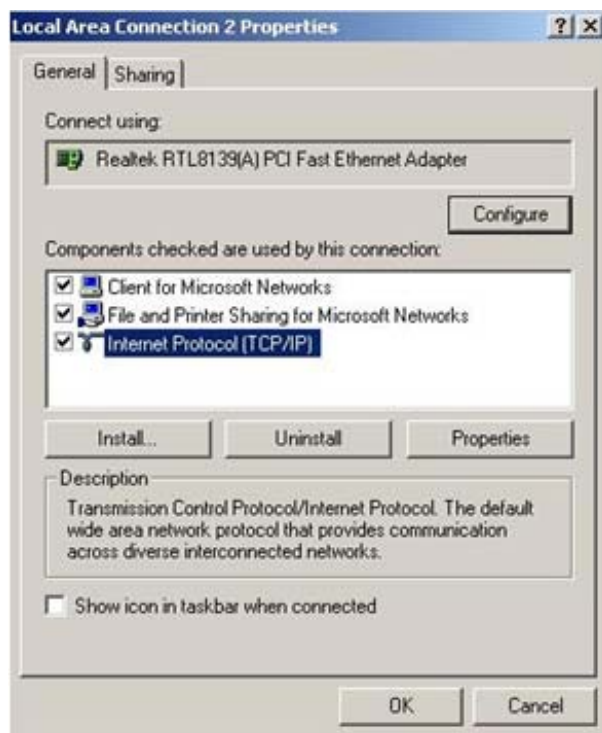 Local Area Connection 2 Properties
General
Sharing
Connect using:
Realtek RTL8139(A) PCI Fast Ethernet Adapter
Configure
Components checked are used by this connection:
Client for Microsoft Networks
File and Printer Sharing for Microsoft Networks
Internet Protocol (TCP/IP)
Install...
Uninstall
Properties
Description
Transmission Control Protocol/Internet Protocol. The default
wide area network protocol that provides communication
across diverse interconnected networks.
Show icon in taskbar when connected
OK
Cancel